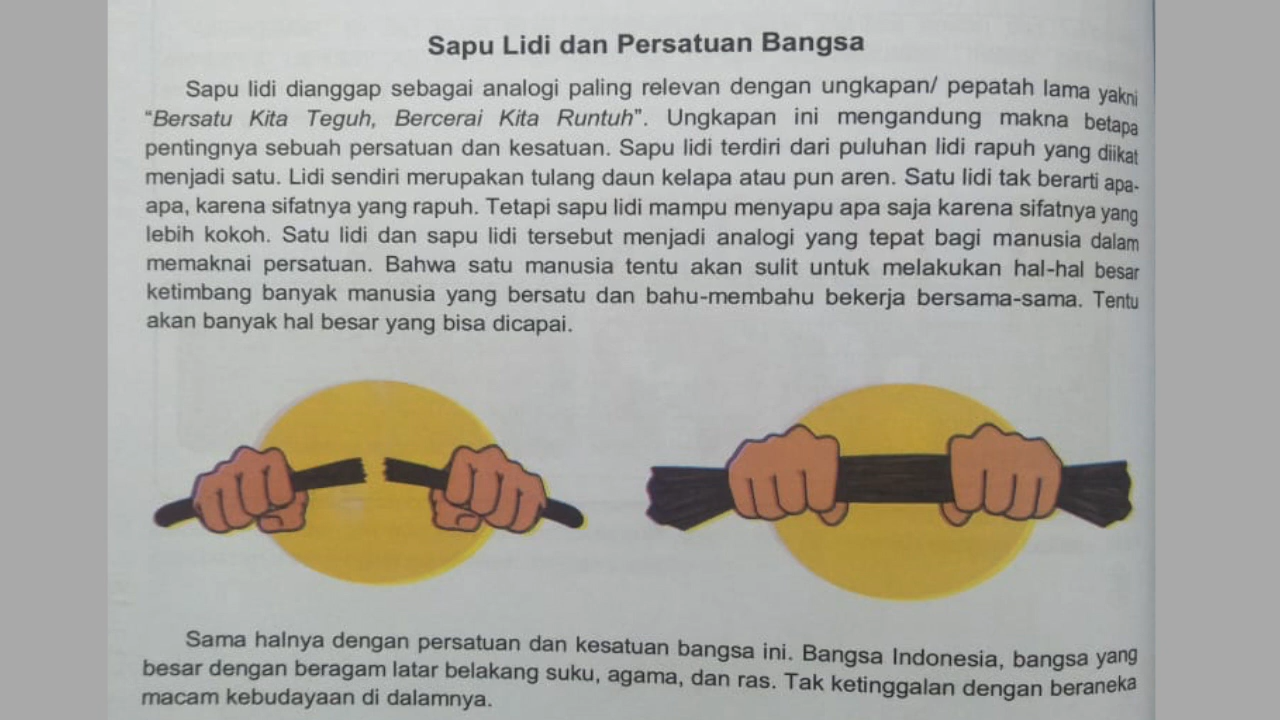 Sapu Lidi dan Persatuan Bangsa
Sapu lidi dianggap sebagai analogi paling relevan dengan ungkapan/ pepatah lama yakni
“Bersatu Kita Teguh, Bercerai Kita Runtuh”. Ungkapan ini mengandung makna betapa
pentingnya sebuah persatuan dan kesatuan. Sapu lidi terdiri dari puluhan lidi rapuh yang diikat
menjadi satu. Lidi sendiri merupakan tulang daun kelapa atau pun aren. Satu lidi tak berarti apa-
apa, karena sifatnya yang rapuh. Tetapi sapu lidi mampu menyapu apa saja karena sifatnya yang
lebih kokoh. Satu lidi dan sapu lidi tersebut menjadi analogi yang tepat bagi manusia dalam
memaknai persatuan. Bahwa satu manusia tentu akan sulit untuk melakukan hal-hal besar
ketimbang banyak manusia yang bersatu dan bahu-membahu bekerja bersama-sama. Tentu
akan banyak hal besar yang bisa dicapai.
Sama halnya dengan persatuan dan kesatuan bangsa ini. Bangsa Indonesia, bangsa yang
besar dengan beragam latar belakang suku, agama, dan ras. Tak ketinggalan dengan beraneka
macam kebudayaan di dalamnya.